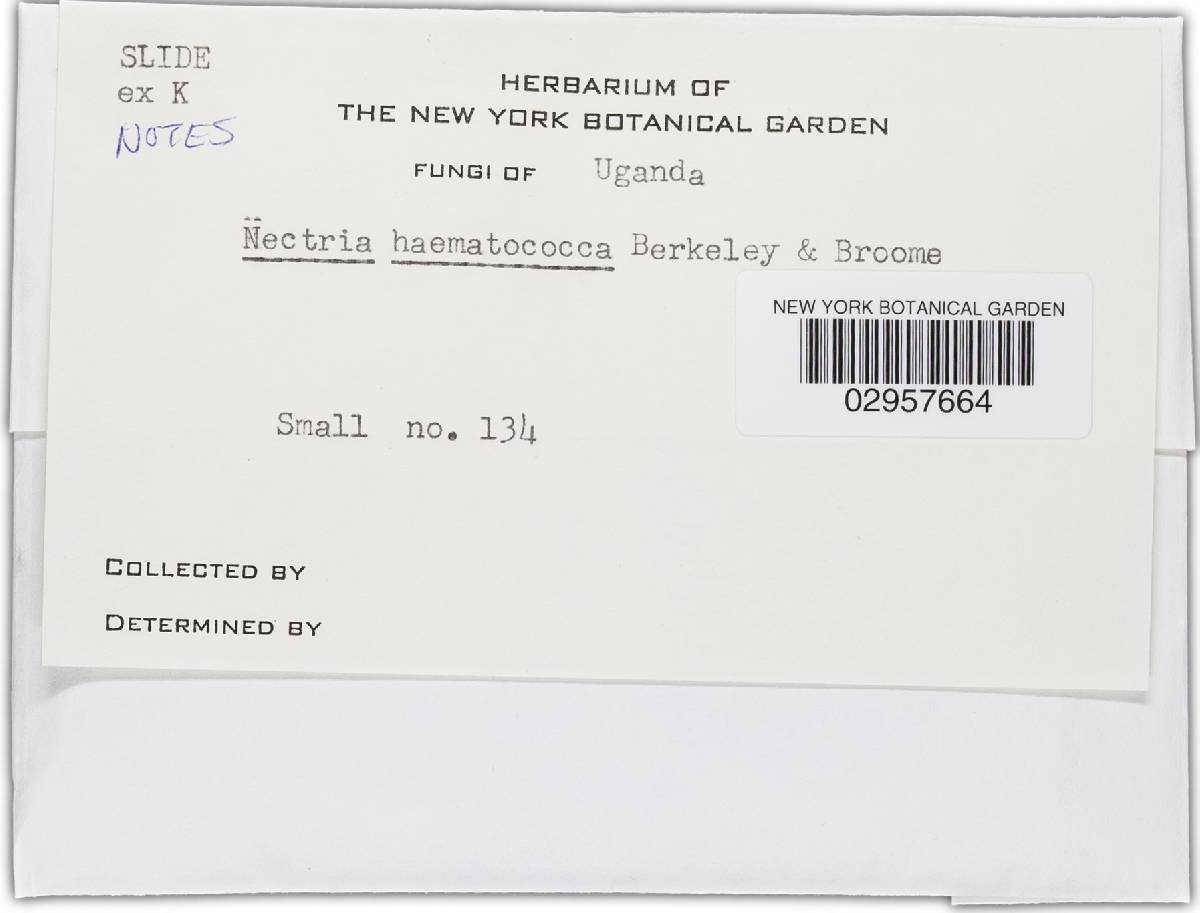 SLIDE
ex K
NOTES
HERBARIUM OF
THE NEW YORK BOTANICAL GARDEN
FUNGI OF Uganda
Nectria haematococca Berkeley & Broome
NEW YORK BOTANICAL GARDEN
02957664
Small no. 134
COLLECTED BY
DETERMINED BY